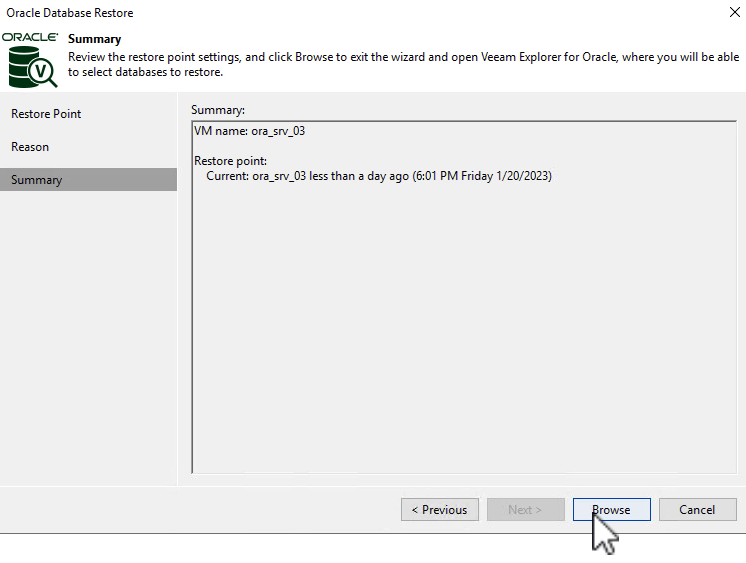 Oracle Database Restore
ORACLE
Summary
Review the restore point settings, and click Browse to exit the wizard and open Veeam Explorer for Oracle, where you will be able
to select databases to restore.
V
Restore Point
Reason
Summary
Summary:
VM name: ora_srv_03
Restore point:
Current: ora_srv_03 less than a day ago (6:01 PM Friday 1/20/2023)
< Previous
Next >
Browse
Cancel